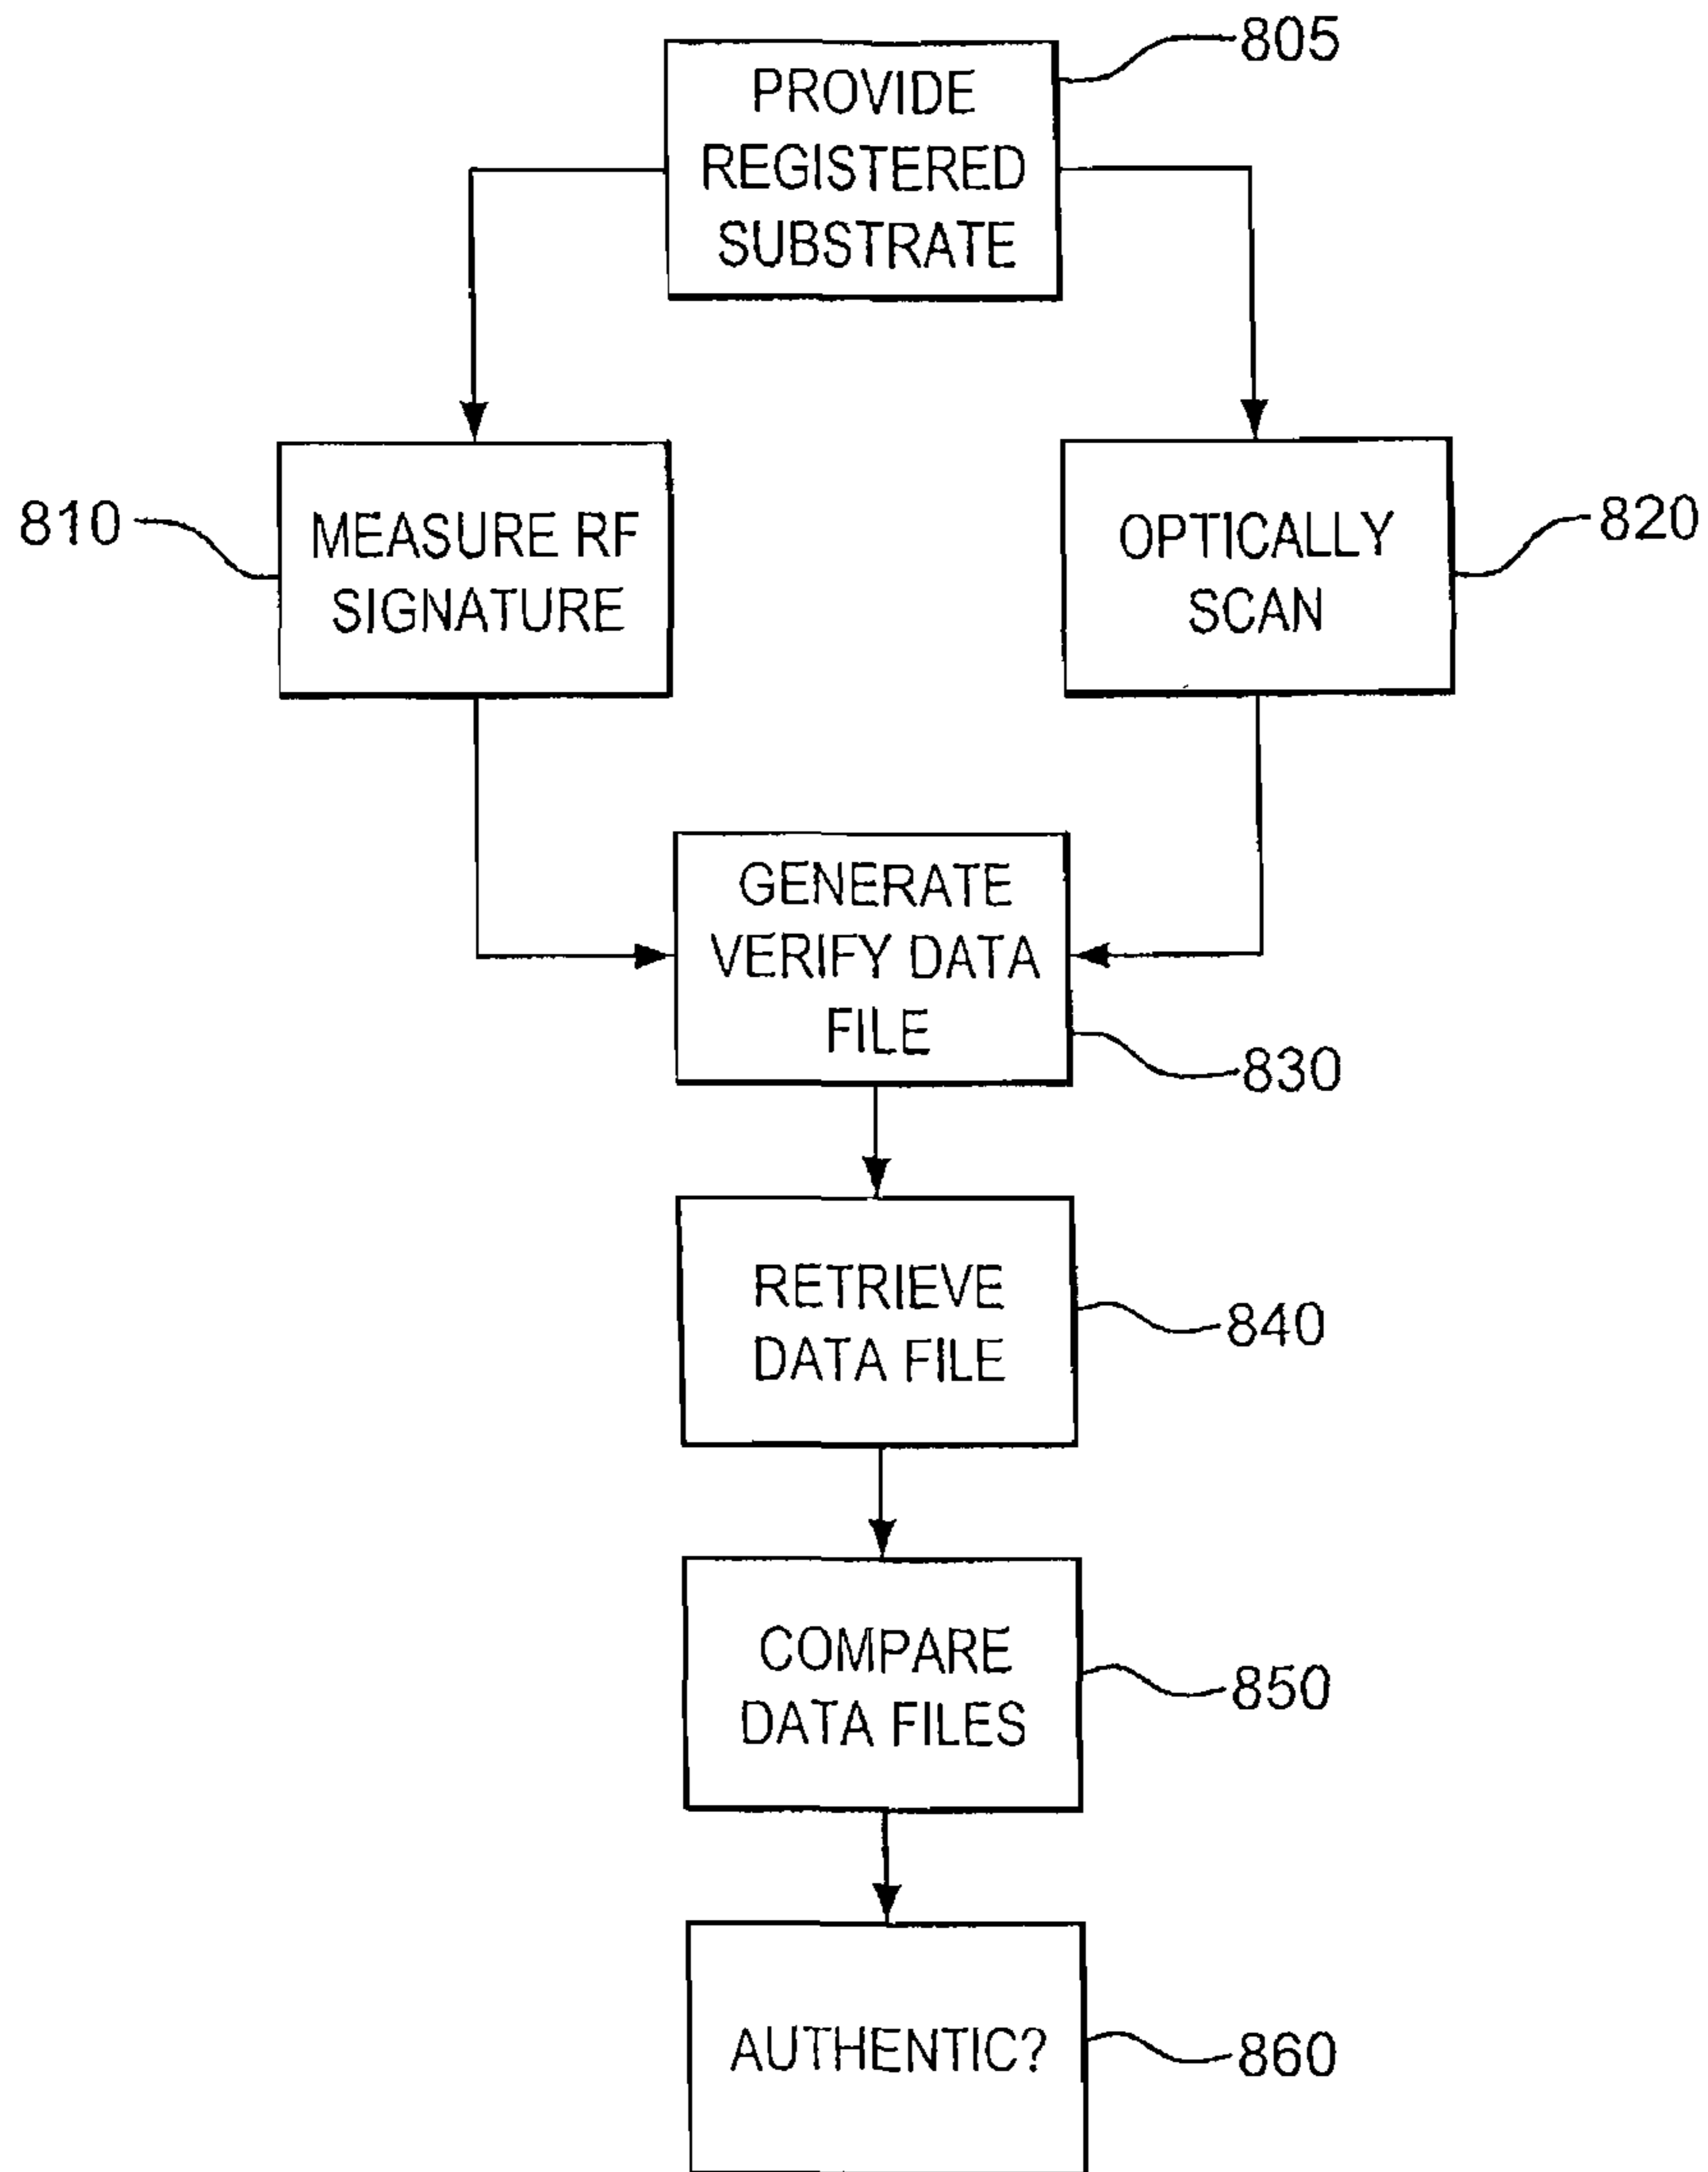 805
PROVIDE
REGISTERED
SUBSTRATE
810
MEASURE RF
SIGNATURE
OPTICALLY
SCAN
820
GENERATE
VERIFY DATA
FILE
830
RETRIEVE
DATA FILE
840
COMPARE
DATA FILES
850
AUTHENTIC?
860